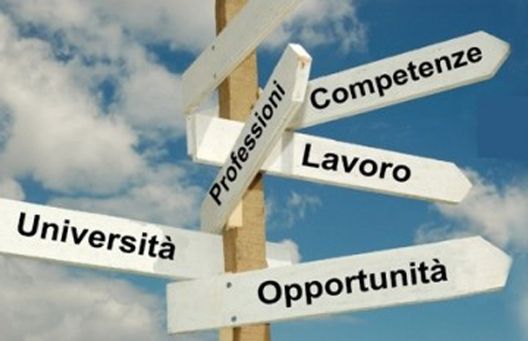 Competenze
Professioni
Lavoro
Università
Opportunità